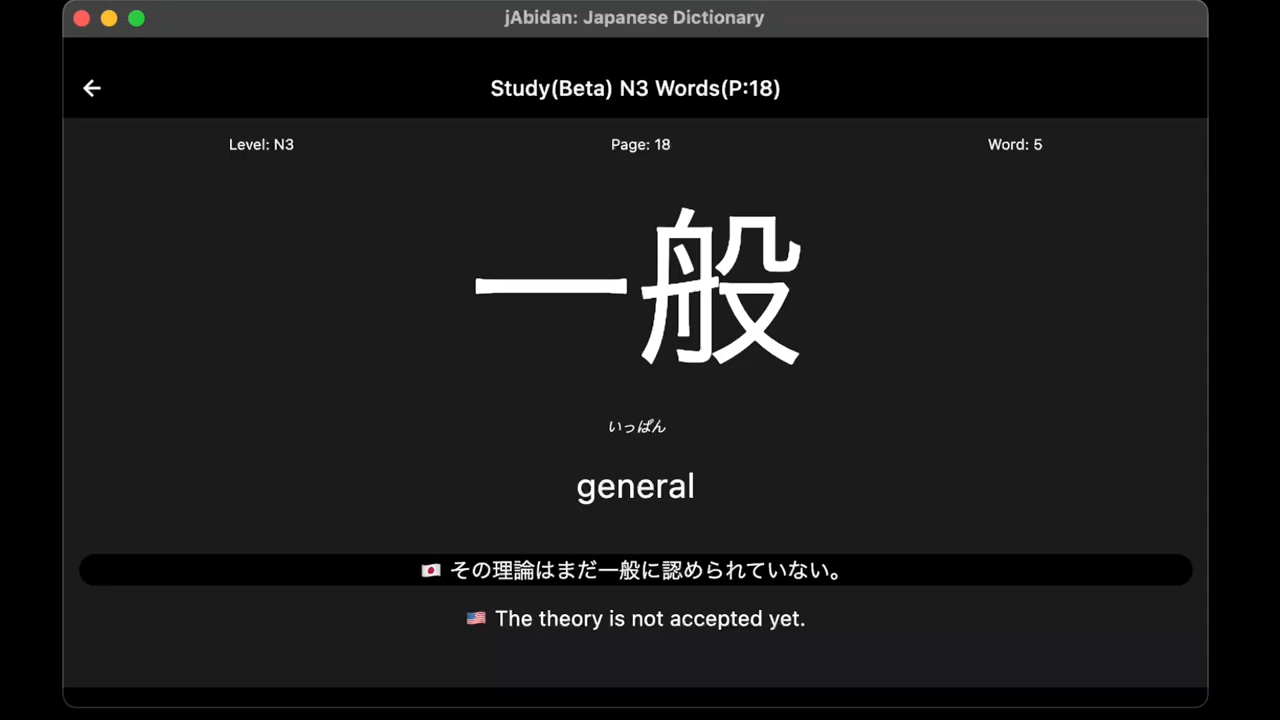 jAbidan: Japanese Dictionary
Study(Beta) N3 Words(P:18)
Level: N3 Page: 18 Word: 5
一般
いっぱん
general
🇯🇵 その理論はまだ一般に認められていない。
🇺🇸 The theory is not accepted yet.